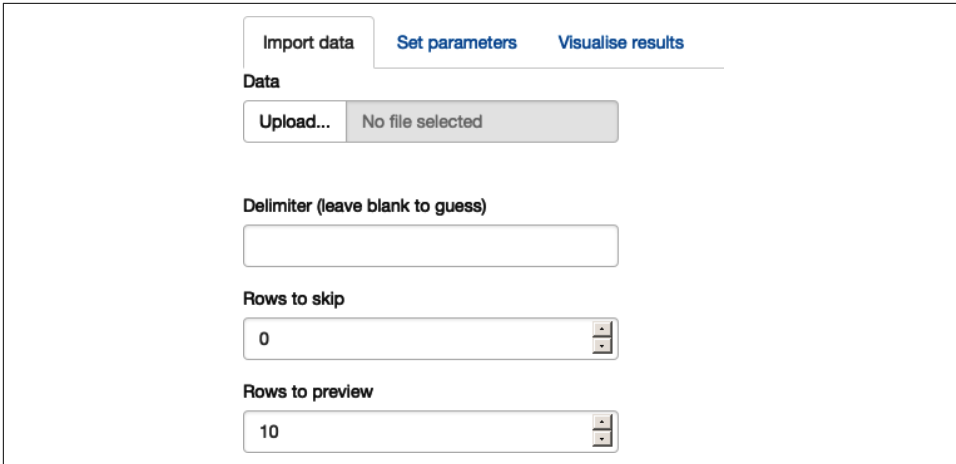 Import data Set parameters Visualise results
Data
Upload... No file selected
Delimiter (leave blank to guess)
Rows to skip
0
Rows to preview
10